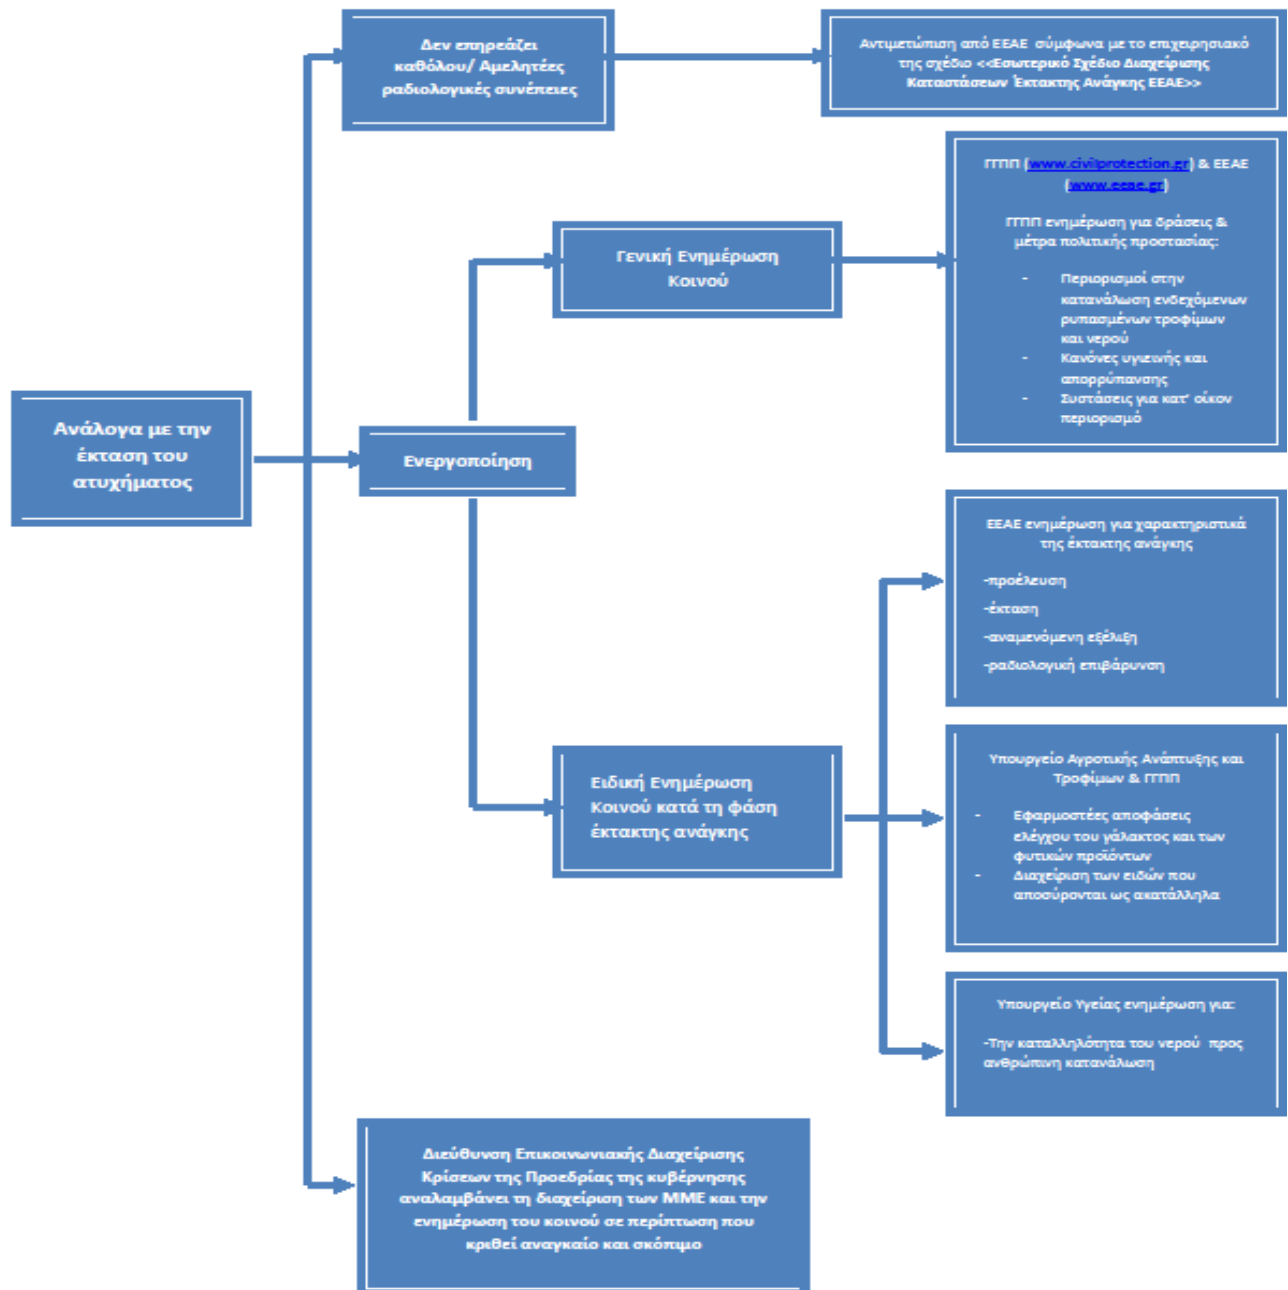 Δεν επηρεάζει
καθόλου/ Αμελητέες
ραδιολογικές συνέπειες
Αντιμετώπιση από ΕΕΑΕ σύμφωνα με το επιχειρησιακό
της σχέδιο <<Εσωτερικό Σχέδιο Διαχείρισης
Καταστάσεων Έκτακτης Ανάγκης ΕΕΑΕ>>
ΓΓΠΠ (www.civilprotection.gr) & ΕΕΑΕ
(www.eeae.gr)
ΓΓΠΠ ενημέρωση για δράσεις &
μέτρα πολιτικής προστασίας:
- Περιορισμοί στην
κατανάλωση ενδεχόμενων
ρυπασμένων τροφίμων
και νερού
- Κανόνες υγιεινής και
απορρύπανσης
- Συστάσεις για κατ' οίκον
περιορισμό
Γενική Ενημέρωση
Κοινού
Ανάλογα με την
έκταση του
ατυχήματος
Ενεργοποίηση
ΕΕΑΕ ενημέρωση για χαρακτηριστικά
της έκτακτη ανάγκης
-προέλευση
-έκταση
-αναμενόμενη εξέλιξη
-ραδιολογική επιβάρυνση
Ειδική Ενημέρωση
Κοινού κατά τη φάση
έκτακτης ανάγκης
Υπουργείο Αγροτικής Ανάπτυξης και
Τροφίμων & ΓΓΠΠ
- Εφαρμοστέες αποφάσεις
ελέγχου του γάλακτος και των
φυτικών προϊόντων
- Διαχείριση των ειδών που
αποσύρονται ως ακατάλληλα
Υπουργείο Υγείας ενημέρωση για:
-Την καταλληλότητα του νερού προς
ανθρώπινη κατανάλωση
Διεύθυνση Επικοινωνιακής Διαχείρισης
Κρίσεων της Προεδρίας της κυβέρνησης
αναλαμβάνει τη διαχείριση των ΜΜΕ και την
ενημέρωση του κοινού σε περίπτωση που
κριθεί αναγκαίο και σκόπιμο